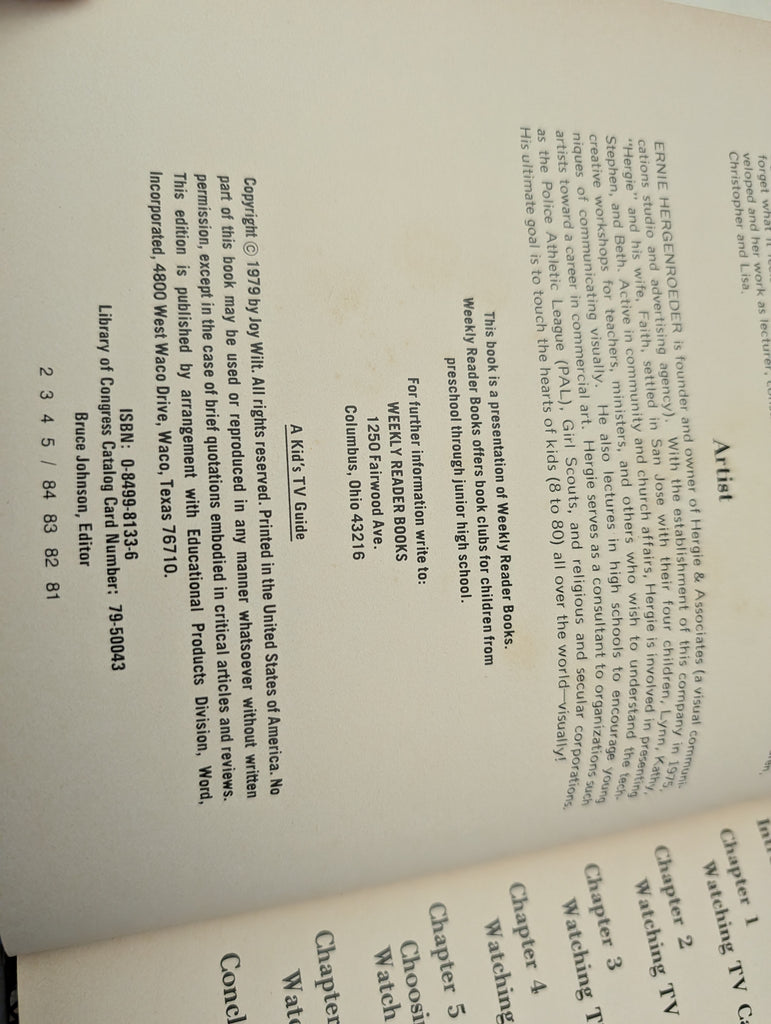 forget what it
veloped and her work as lecturer,
Christopher and Lisa.
Artist
ERNIE HERGENROEDER is founder and owner of Hergie & Associates (a visual communi-
cations studio and advertising agency). With the establishment of this company in 1975,
"Hergie" and his wife, Faith, settled in San Jose with their four children, Lynn, Kathy,
Stephen, and Beth. Active in community and church affairs, Hergie is involved in presenting
creative workshops for teachers, ministers, and others who wish to understand the tech-
niques of communicating visually. He also lectures in high schools to encourage young
artists toward a career in commercial art. Hergie serves as a consultant to organizations such
as the Police Athletic League (PAL), Girl Scouts, and religious and secular corporations.
His ultimate goal is to touch the hearts of kids (8 to 80) all over the world—visually!
This book is a presentation of Weekly Reader Books.
Weekly Reader Books offers book clubs for children from
preschool through junior high school.
For further information write to:
WEEKLY READER BOOKS
1250 Fairwood Ave.
Columbus, Ohio 43216
A Kid's TV Guide
Copyright © 1979 by Joy Wilt. All rights reserved. Printed in the United States of America. No
part of this book may be used or reproduced in any manner whatsoever without written
permission, except in the case of brief quotations embodied in critical articles and reviews.
This edition is published by arrangement with Educational Products Division, Word,
Incorporated, 4800 West Waco Drive, Waco, Texas 76710.
ISBN: 0-8499-8133-6
Library of Congress Catalog Card Number: 79-50043
Bruce Johnson, Editor
2 3 4 5 / 84 83 82 81
Chapter 1
Watching TV
Chapter 2
Watching TV
Chapter 3
Watching
Chapter 4
Watching
Chapter 5
Watch
Chapter